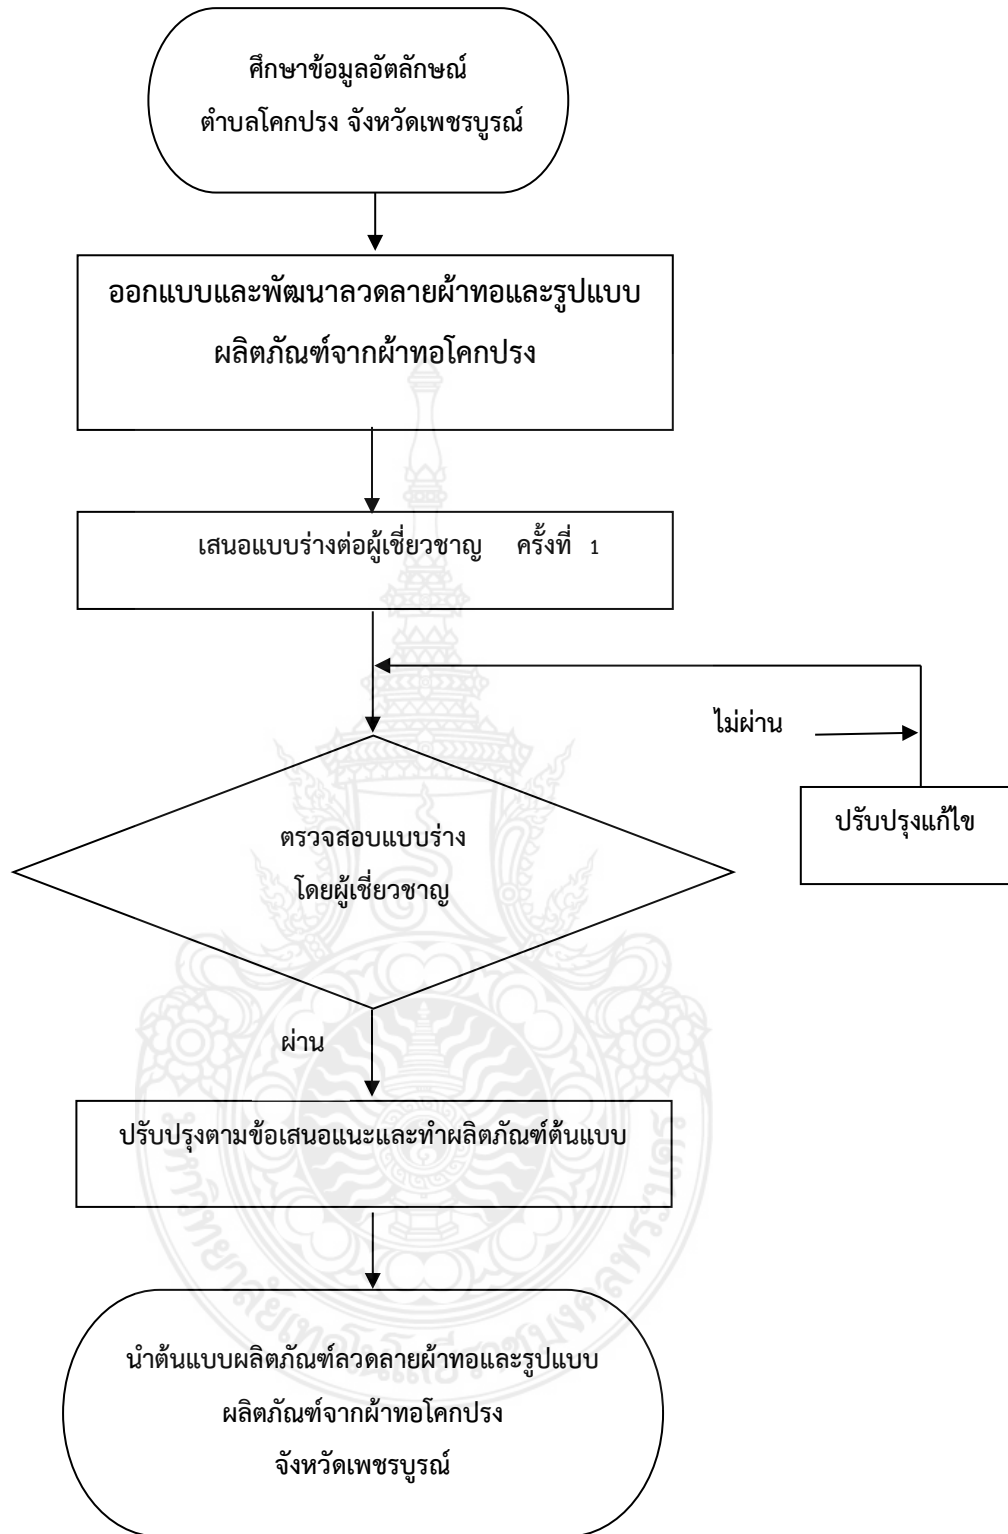 ศึกษาข้อมูลอัตลักษณ์
ตำบลโคกปรง จังหวัดเพชรบูรณ์
ออกแบบและพัฒนาลวดลายผ้าทอและรูปแบบ
ผลิตภัณฑ์จากผ้าทอโคกปรง
เสนอแบบร่างต่อผู้เชี่ยวชาญ ครั้งที่ 1
ไม่ผ่าน
ปรับปรุงแก้ไข
ตรวจสอบแบบร่าง
โดยผู้เชี่ยวชาญ
ผ่าน
ปรับปรุงตามข้อเสนอแนะและทำผลิตภัณฑ์ต้นแบบ
นำต้นแบบผลิตภัณฑ์ลวดลายผ้าทอและรูปแบบ
ผลิตภัณฑ์จากผ้าทอโคกปรง
จังหวัดเพชรบูรณ์